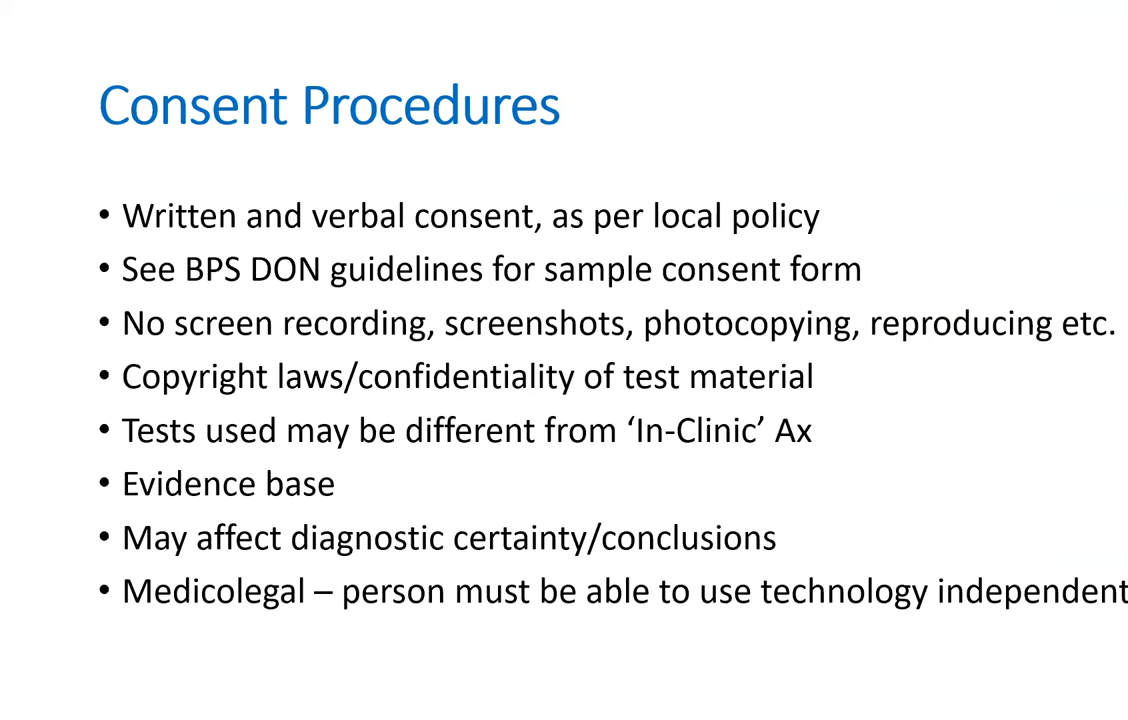 Consent Procedures
• Written and verbal consent, as per local policy
• See BPS DON guidelines for sample consent form
• No screen recording, screenshots, photocopying, reproducing etc.
• Copyright laws/confidentiality of test material
• Tests used may be different from ‘In-Clinic’ Ax
• Evidence base
• May affect diagnostic certainty/conclusions
• Medicolegal – person must be able to use technology independent